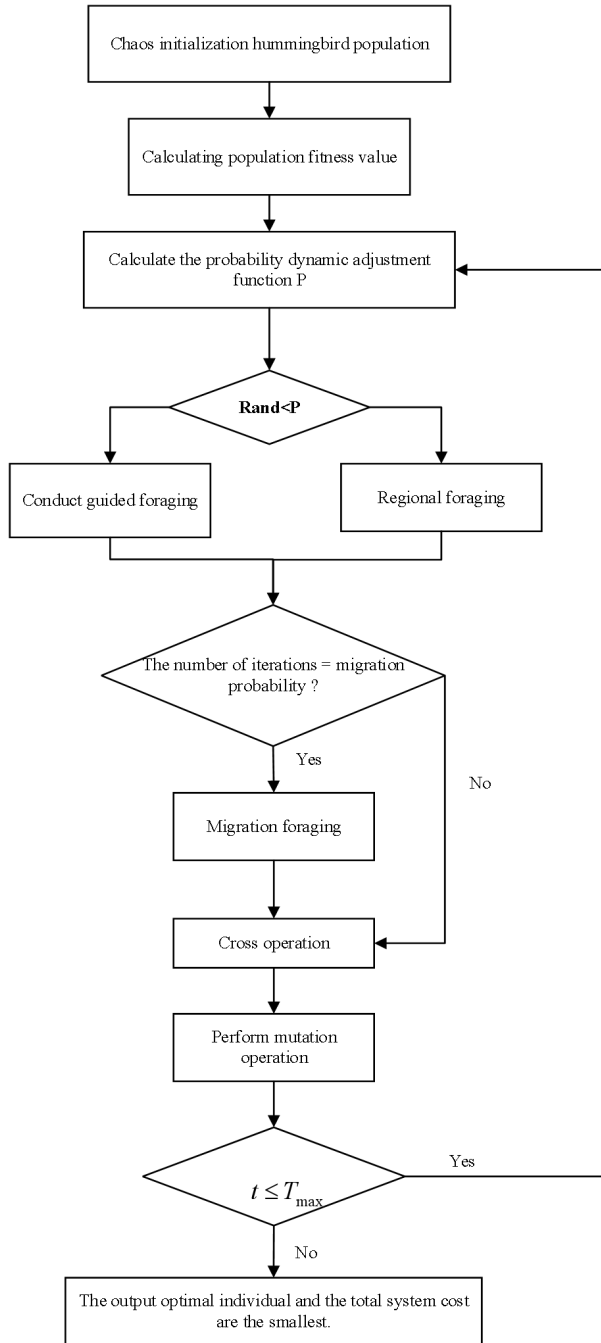 Chaos initialization hummingbird population
Calculating population fitness value
Calculate the probability dynamic adjustment
function P
Rand<P
Conduct guided foraging
Regional foraging
The number of iterations = migration
probability ?
Yes
No
Migration foraging
Cross operation
Perform mutation
operation
Yes
t ≤ T_max
No
The output optimal individual and the total system cost
are the smallest.